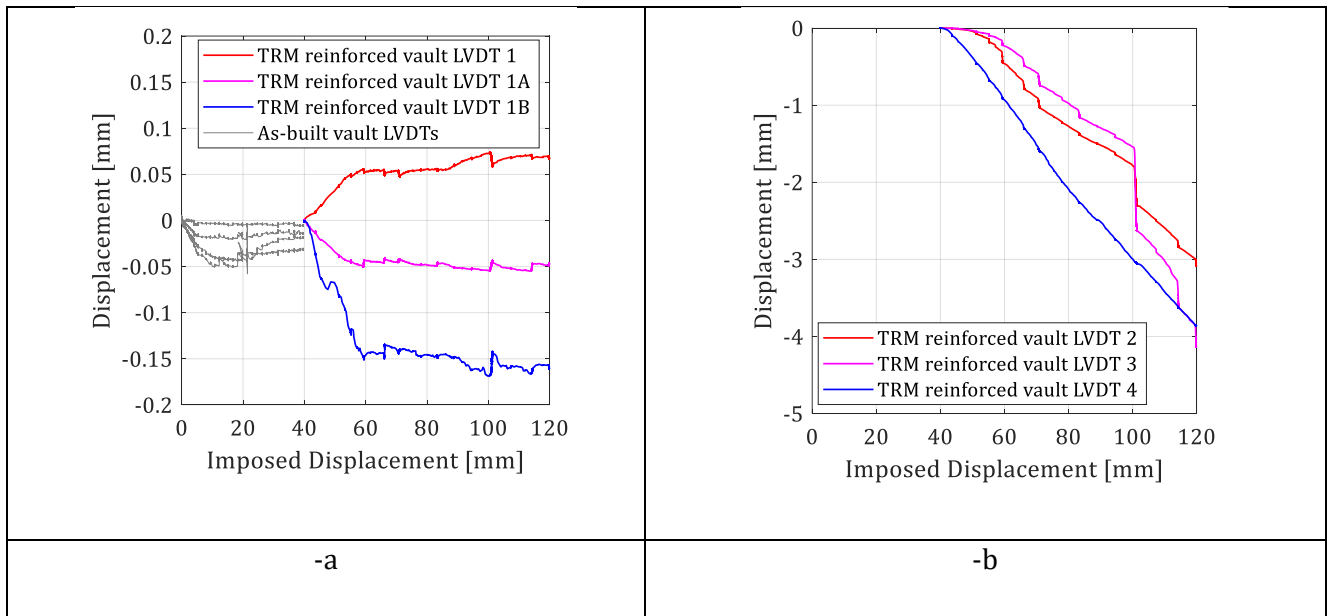 0.2
0.15
0.1
0.05
0
-0.05
-0.1
-0.15
-0.2
Displacement [mm]
TRM reinforced vault LVDT 1
TRM reinforced vault LVDT 1A
TRM reinforced vault LVDT 1B
As-built vault LVDTs
0 20 40 60 80 100 120
Imposed Displacement [mm]
-a
0
-1
-2
-3
-4
-5
Displacement [mm]
TRM reinforced vault LVDT 2
TRM reinforced vault LVDT 3
TRM reinforced vault LVDT 4
0 20 40 60 80 100 120
Imposed Displacement [mm]
-b